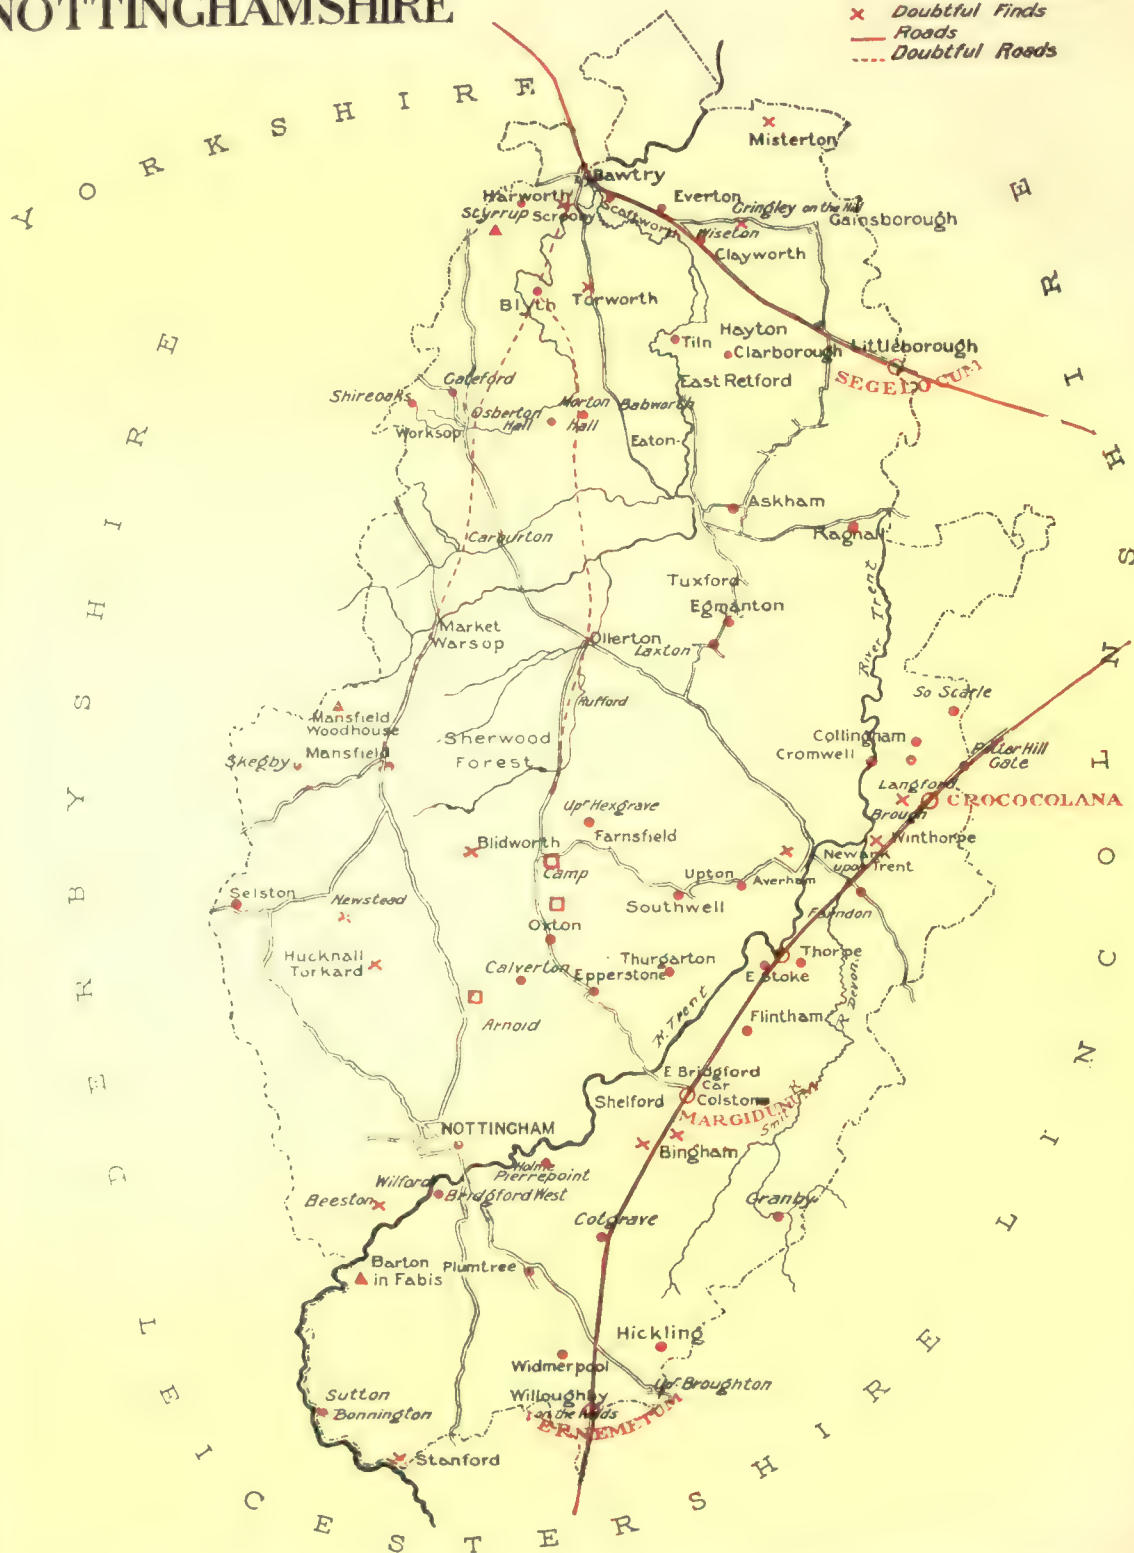 NOTTINGHAMSHIRE
Doubtful Finds
Roads
Doubtful Roads
YORKSHIRE
Misterton
Bawtry
Harworth
Everton
Styrrup
Scrooby
Scaftworth
Gringley on the Hill
Gainsborough
Wiseton
Clayworth
Blyth
Torworth
Tiln
Hayton
Clarborough
Littleborough
SEGELOCUM
East Retford
Gateford
Shireoaks
Osberton
Hall
Morton
Hall
Babworth
Worksop
Eaton
Askham
Ragnall
Carburton
Tuxford
Egmanton
River Trent
Market
Warsop
Ollerton
Laxton
So Scarle
Rufford
Mansfield
Woodhouse
Sherwood
Forest
Collingham
Cromwell
Potter Hill
Gate
Mansfield
Skegby
Langford
CROCOCOLANA
Brough
Upr Hexgrave
Winthorpe
Blidworth
Farnsfield
Newark
upon Trent
Camp
Upton
Averham
Selston
Newstead
Southwell
Farndon
Oxton
Hucknall
Torkard
Thurgarton
Thorpe
Calverton
Epperstone
E Stoke
R Devon
Arnold
R. Trent
Flintham
E Bridgford
Car
Colston
Shelford
MARGIDUNUM
R Smite
NOTTINGHAM
Bingham
Holme
Pierrepoint
Wilford
Bridgford West
Beeston
Granby
Cotgrave
Barton
in Fabis
Plumtree
Hickling
Widmerpool
Upr Broughton
Willoughby
on the Wolds
VERNEMETUM
Sutton
Bonnington
Stanford
DERBYSHIRE
LEICESTERSHIRE
LINCOLNSHIRE